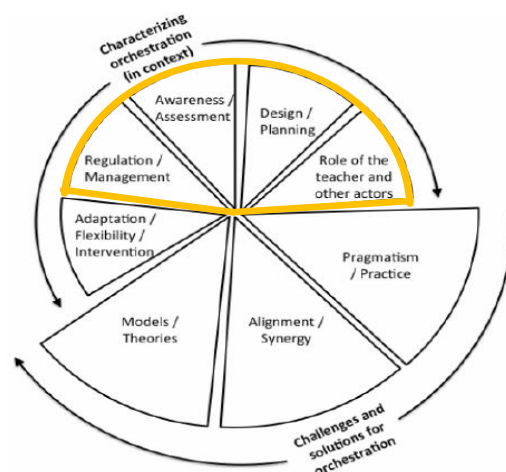 Characterizing
orchestration
(in context)
Awareness /
Assessment
Design /
Planning
Regulation /
Management
Role of the
teacher and
other actors
Adaptation /
Flexibility /
Intervention
Pragmatism
/ Practice
Models /
Theories
Alignment /
Synergy
Challenges and
solutions for
orchestration